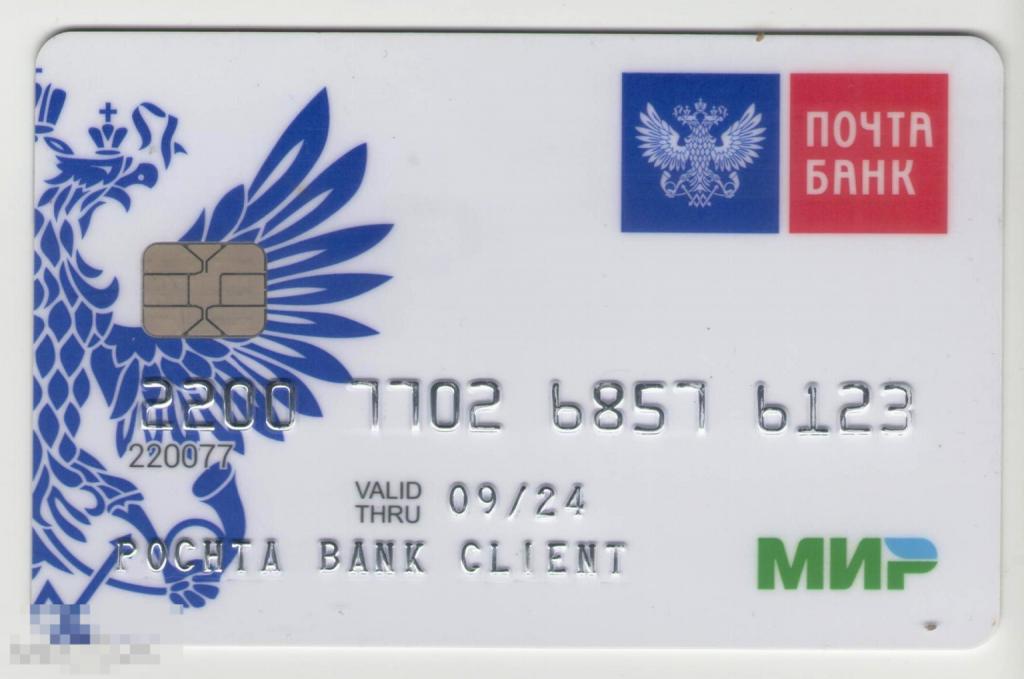 ПОЧТА
БАНК
2200 7702 6857 6123
220077
VALID
THRU 09/24
POCHTA BANK CLIENT
МИР